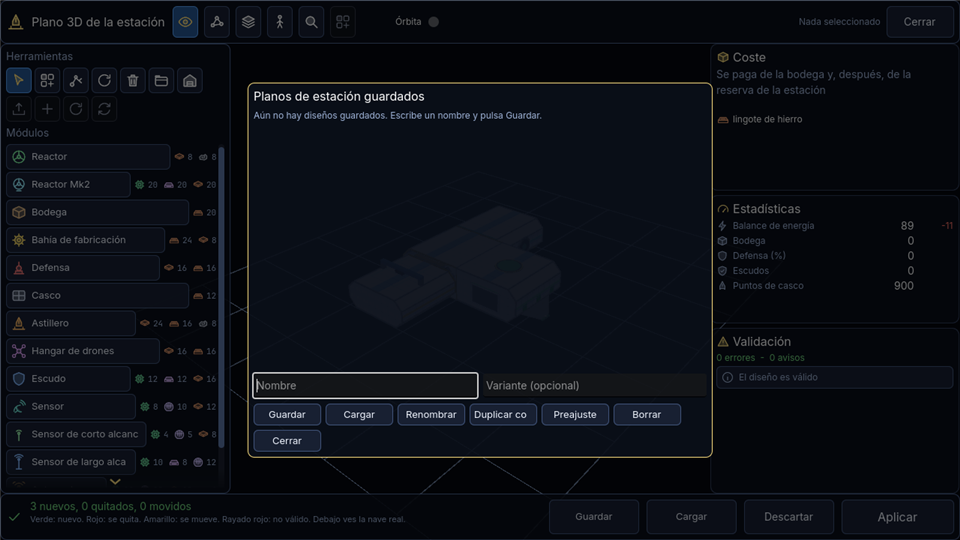 Plano 3D de la estación
Órbita
Nada seleccionado
Cerrar
Herramientas
Módulos
Reactor 8 8
Reactor Mk2 20 20 20
Bodega 20
Bahía de fabricación 24 8
Defensa 16 16
Casco 12
Astillero 24 16 8
Hangar de drones 16 16
Escudo 12 12 16
Sensor 8 10 12
Sensor de corto alcanc 4 5 8
Sensor de largo alca 10 8 12
Planos de estación guardados
Aún no hay diseños guardados. Escribe un nombre y pulsa Guardar.
Nombre
Variante (opcional)
Guardar
Cargar
Renombrar
Duplicar co
Preajuste
Borrar
Cerrar
Coste
Se paga de la bodega y, después, de la
reserva de la estación
lingote de hierro
Estadísticas
Balance de energía 89 -11
Bodega 0
Defensa (%) 0
Escudos 0
Puntos de casco 900
Validación
0 errores - 0 avisos
El diseño es válido
3 nuevos, 0 quitados, 0 movidos
Verde: nuevo. Rojo: se quita. Amarillo: se mueve. Rayado rojo: no válido. Debajo ves la nave real.
Guardar
Cargar
Descartar
Aplicar